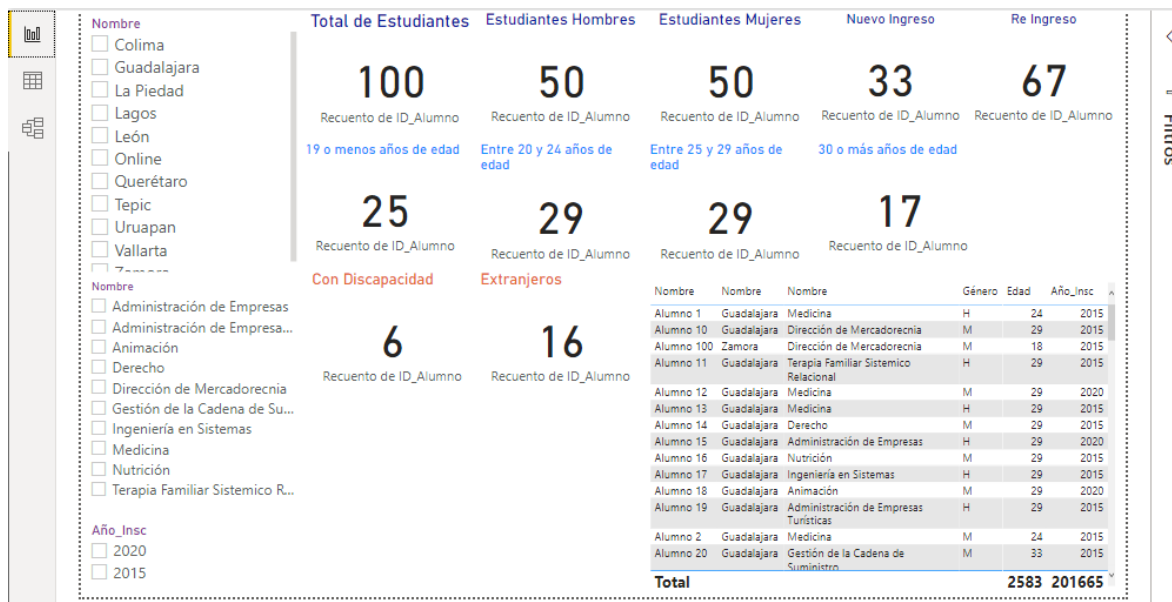 Nombre
Colima
Guadalajara
La Piedad
Lagos
León
Online
Querétaro
Tepic
Uruapan
Vallarta
Zamora
Nombre
Administración de Empresas
Administración de Empresa...
Animación
Derecho
Dirección de Mercadorecnia
Gestión de la Cadena de Su...
Ingeniería en Sistemas
Medicina
Nutrición
Terapia Familiar Sistemico R...
Año_Insc
2020
2015
Total de Estudiantes
100
Recuento de ID_Alumno
Estudiantes Hombres
50
Recuento de ID_Alumno
Estudiantes Mujeres
50
Recuento de ID_Alumno
Nuevo Ingreso
33
Recuento de ID_Alumno
Re Ingreso
67
Recuento de ID_Alumno
19 o menos años de edad
25
Recuento de ID_Alumno
Entre 20 y 24 años de
edad
29
Recuento de ID_Alumno
Entre 25 y 29 años de
edad
29
Recuento de ID_Alumno
30 o más años de edad
17
Recuento de ID_Alumno
Con Discapacidad
6
Recuento de ID_Alumno
Extranjeros
16
Recuento de ID_Alumno
Nombre Nombre Nombre Género Edad Año_Insc
Alumno 1 Guadalajara Medicina H 24 2015
Alumno 10 Guadalajara Dirección de Mercadorecnia M 29 2015
Alumno 100 Zamora Dirección de Mercadorecnia M 18 2015
Alumno 11 Guadalajara Terapia Familiar Sistemico H 29 2015
Relacional
Alumno 12 Guadalajara Medicina M 29 2020
Alumno 13 Guadalajara Medicina H 29 2015
Alumno 14 Guadalajara Derecho M 29 2015
Alumno 15 Guadalajara Administración de Empresas H 29 2020
Alumno 16 Guadalajara Nutrición M 29 2015
Alumno 17 Guadalajara Ingeniería en Sistemas H 29 2015
Alumno 18 Guadalajara Animación M 29 2020
Alumno 19 Guadalajara Administración de Empresas H 29 2015
Turísticas
Alumno 2 Guadalajara Medicina M 24 2015
Alumno 20 Guadalajara Gestión de la Cadena de M 33 2015
Suministro
Total 2583 201665
Filtros